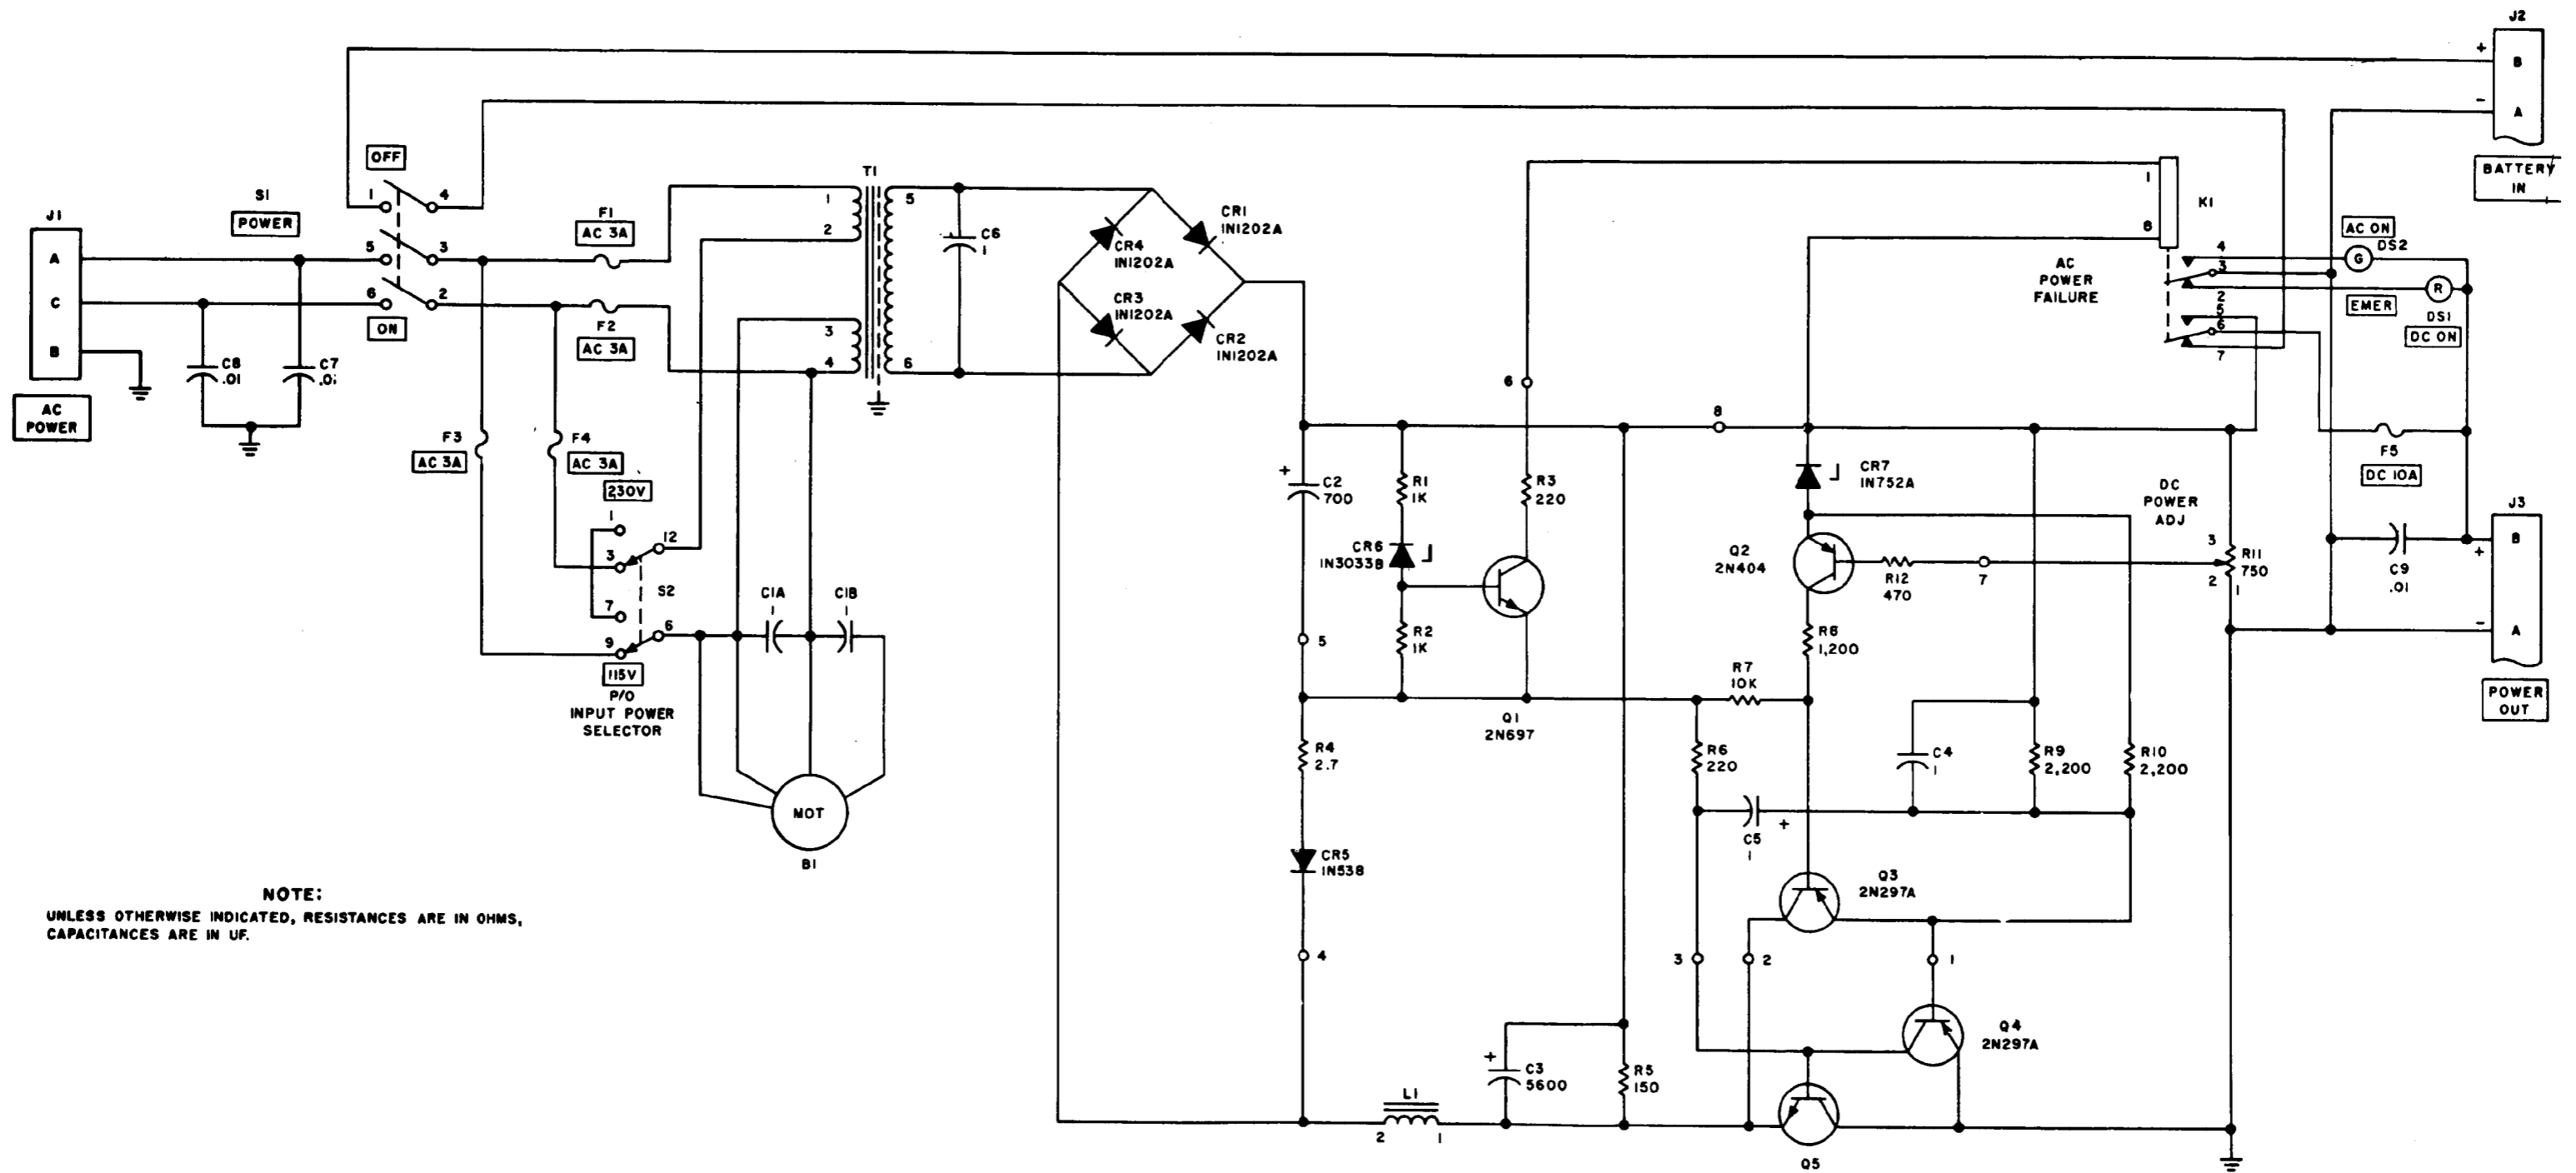 J2
+
B
-
A
BATTERY
IN
OFF
1
4
S1
POWER
J1
A
C
B
AC
POWER
5
3
6
2
ON
F1
AC 3A
F2
AC 3A
C8
.01
C7
F3
AC 3A
F4
AC 3A
230V
1
3
12
7
S2
9
6
115V
P/O
INPUT POWER
SELECTOR
T1
1
2
3
4
5
6
C6
1
C1A
1
C1B
1
MOT
B1
CR1
IN1202A
CR4
IN1202A
CR3
IN1202A
CR2
IN1202A
K1
1
8
AC
POWER
FAILURE
4
3
2
5
6
7
AC ON
DS2
G
R
EMER
DS1
DC ON
F5
DC 10A
6
8
+
C2
700
R1
1K
CR6
IN3033B
R2
1K
R3
220
Q1
2N697
5
R4
2.7
CR5
IN538
4
CR7
IN752A
Q2
2N404
R12
470
7
DC
POWER
ADJ
3
2
R11
750
1
C9
.01
J3
B
+
-
A
POWER
OUT
R8
1,200
R7
10K
R6
220
C4
1
R9
2,200
R10
2,200
C5
1
+
Q3
2N297A
3
2
1
Q4
2N297A
+
C3
5600
R5
150
L1
2
1
Q5
NOTE:
UNLESS OTHERWISE INDICATED, RESISTANCES ARE IN OHMS,
CAPACITANCES ARE IN UF.